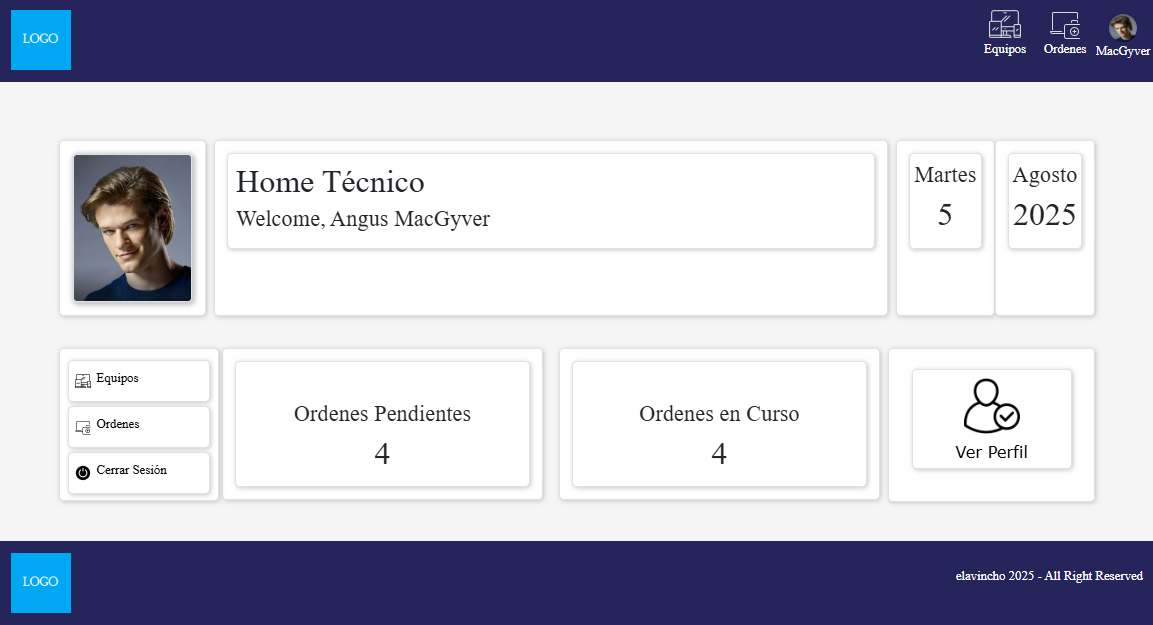 LOGO
Equipos
Ordenes
MacGyver
Home Técnico
Welcome, Angus MacGyver
Martes
5
Agosto
2025
Equipos
Ordenes
Cerrar Sesión
Ordenes Pendientes
4
Ordenes en Curso
4
Ver Perfil
LOGO
elavincho 2025 - All Right Reserved